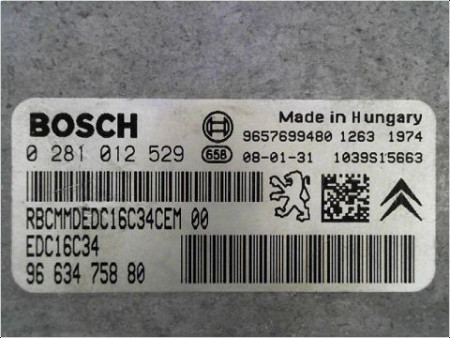 BOSCH
Made in Hungary
9657699480 1263 1974
0 281 012 529 658 08-01-31 1039S15663
RBCMMDEDC16C34CEM 00
EDC16C34
96 634 758 80